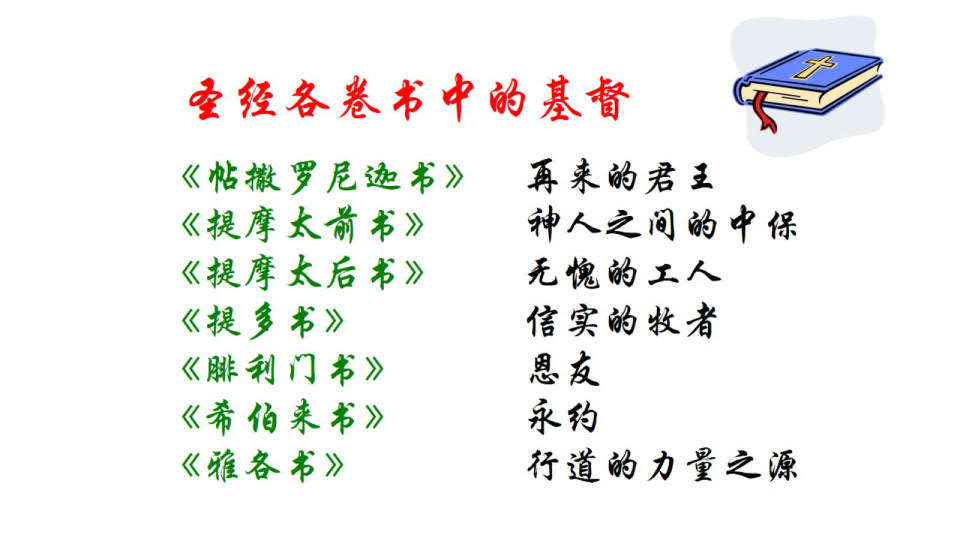 圣经各卷书中的基督
《帖撒罗尼迦书》 再来的君王
《提摩太前书》 神人之间的中保
《提摩太后书》 无愧的工人
《提多书》 信实的牧者
《腓利门书》 恩友
《希伯来书》 永约
《雅各书》 行道的力量之源